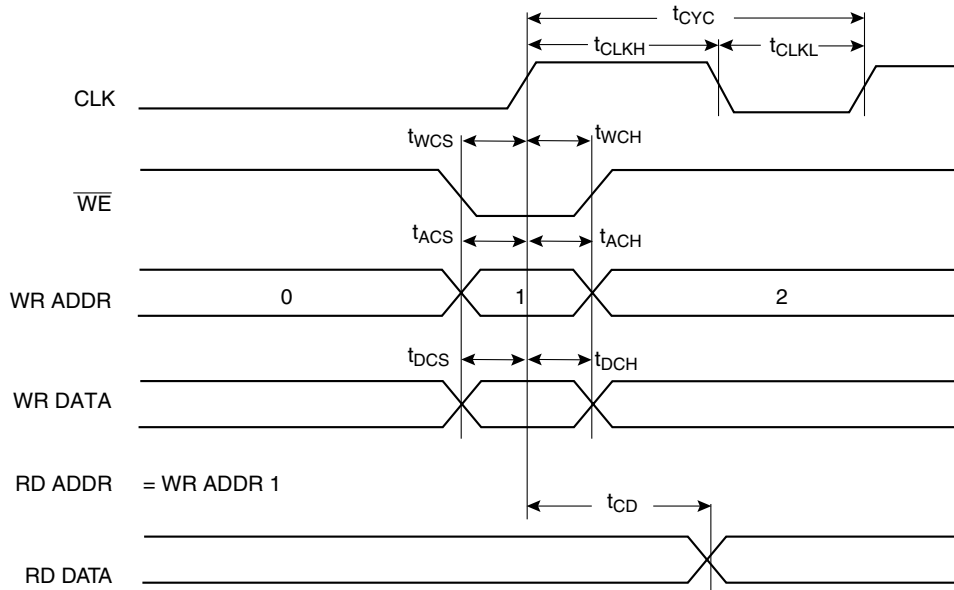 tCYC
tCLKH tCLKL
CLK
tWCS tWCH
WE
tACS tACH
WR ADDR 0 1 2
tDCS tDCH
WR DATA
RD ADDR = WR ADDR 1
tCD
RD DATA